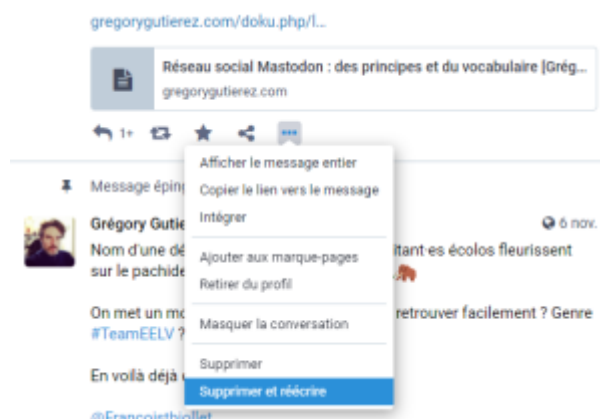 gregorygutierez.com/doku.php/l...
Réseau social Mastodon : des principes et du vocabulaire [Grég...
gregorygutierez.com
1+
Afficher le message entier
Copier le lien vers le message
Intégrer
Ajouter aux marque-pages
Retirer du profil
Masquer la conversation
Supprimer
Supprimer et réécrire
Message éping
Grégory Gutie 6 nov.
Nom d'une dé itant·es écolos fleurissent
sur le pachide
On met un mo retrouver facilement ? Genre
#TeamEELV ?
En voilà déjà
@Francoisthiollet